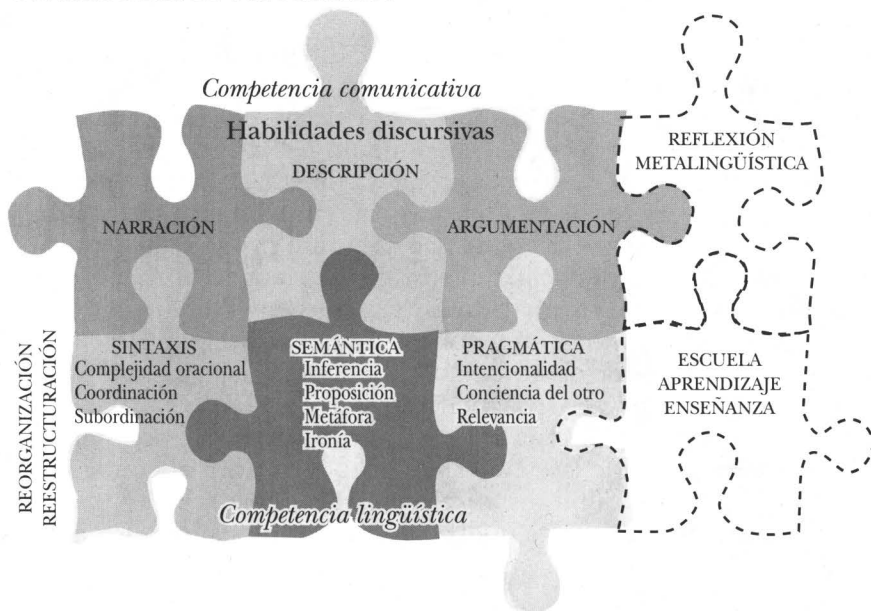 Competencia comunicativa
Habilidades discursivas
DESCRIPCIÓN
NARRACIÓN
ARGUMENTACIÓN
REFLEXIÓN
METALINGÜÍSTICA
REORGANIZACIÓN
REESTRUCTURACIÓN
SINTAXIS
Complejidad oracional
Coordinación
Subordinación
SEMÁNTICA
Inferencia
Proposición
Metáfora
Ironía
PRAGMÁTICA
Intencionalidad
Conciencia del otro
Relevancia
ESCUELA
APRENDIZAJE
ENSEÑANZA
Competencia lingüística